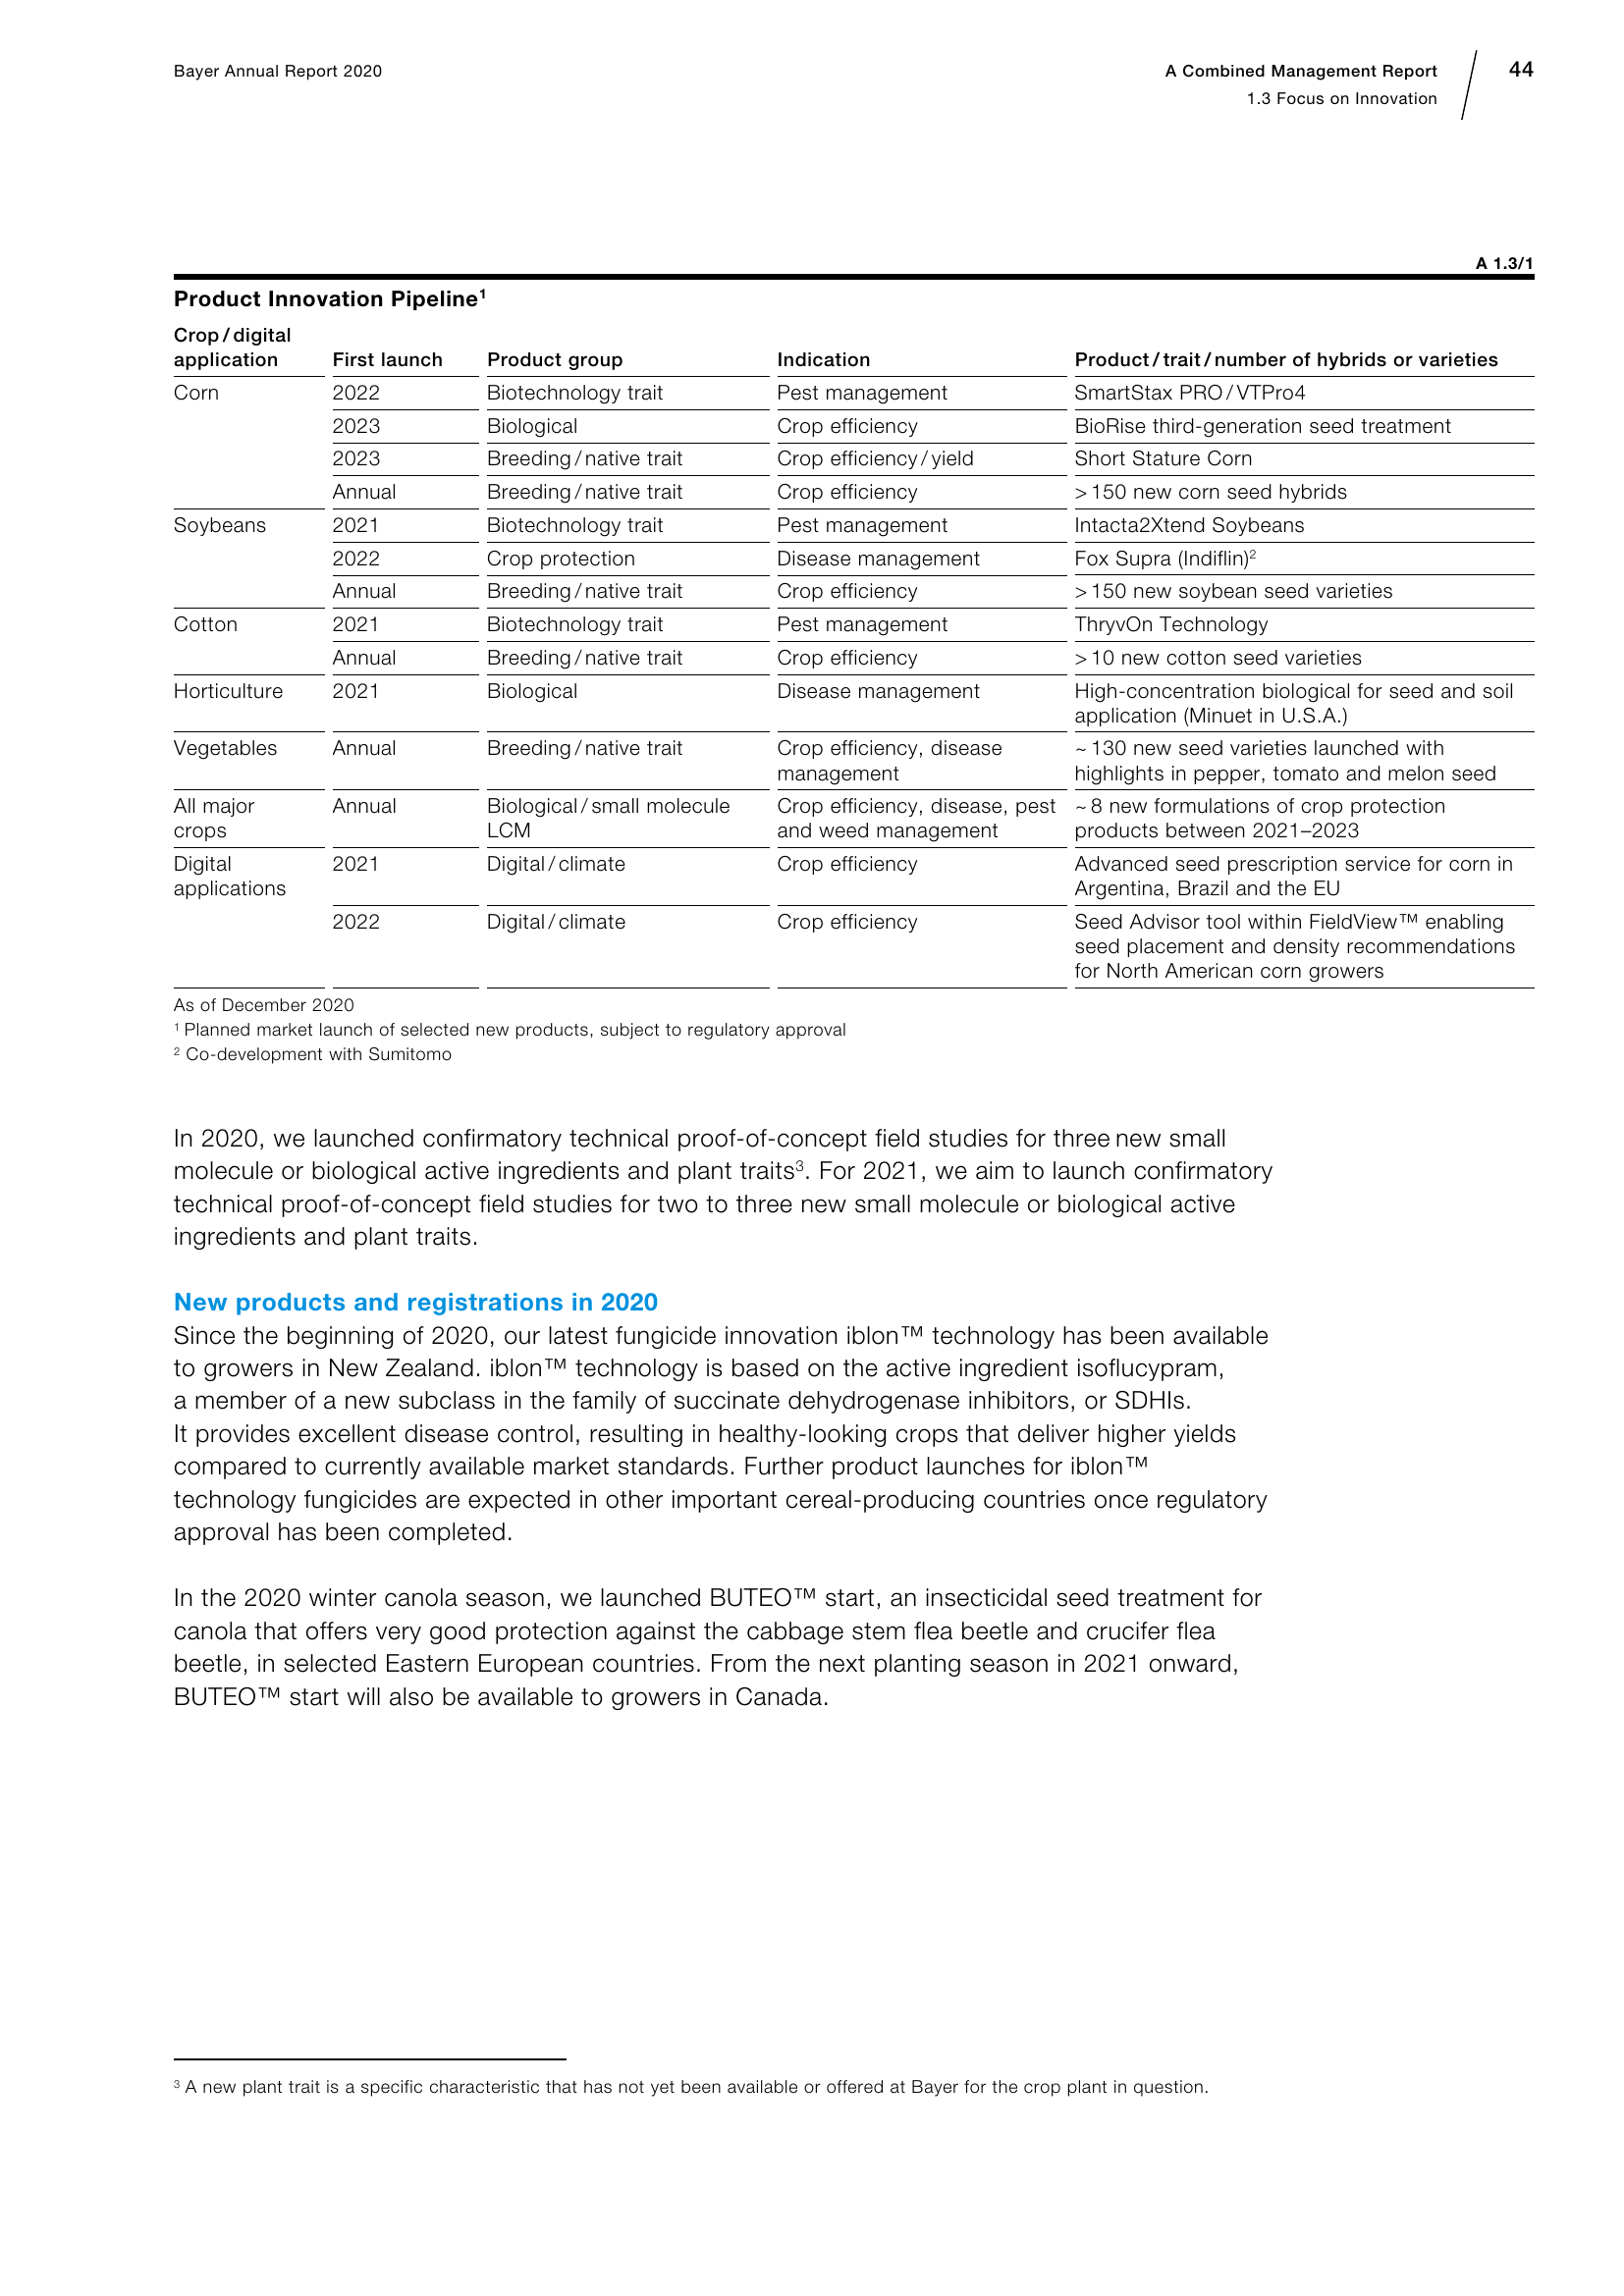 Bayer Annual Report 2020
A Combined Management Report
1.3 Focus on Innovation
44
A 1.3/1
Product Innovation Pipeline¹
Crop / digital
application First launch Product group Indication Product / trait / number of hybrids or varieties
Corn 2022 Biotechnology trait Pest management SmartStax PRO / VTPro4
2023 Biological Crop efficiency BioRise third-generation seed treatment
2023 Breeding / native trait Crop efficiency / yield Short Stature Corn
Annual Breeding / native trait Crop efficiency > 150 new corn seed hybrids
Soybeans 2021 Biotechnology trait Pest management Intacta2Xtend Soybeans
2022 Crop protection Disease management Fox Supra (Indiflin)²
Annual Breeding / native trait Crop efficiency > 150 new soybean seed varieties
Cotton 2021 Biotechnology trait Pest management ThryvOn Technology
Annual Breeding / native trait Crop efficiency > 10 new cotton seed varieties
Horticulture 2021 Biological Disease management High-concentration biological for seed and soil
application (Minuet in U.S.A.)
Vegetables Annual Breeding / native trait Crop efficiency, disease ~ 130 new seed varieties launched with
management highlights in pepper, tomato and melon seed
All major Annual Biological / small molecule Crop efficiency, disease, pest ~ 8 new formulations of crop protection
crops LCM and weed management products between 2021–2023
Digital 2021 Digital / climate Crop efficiency Advanced seed prescription service for corn in
applications Argentina, Brazil and the EU
2022 Digital / climate Crop efficiency Seed Advisor tool within FieldView™ enabling
seed placement and density recommendations
for North American corn growers
As of December 2020
¹ Planned market launch of selected new products, subject to regulatory approval
² Co-development with Sumitomo
In 2020, we launched confirmatory technical proof-of-concept field studies for three new small
molecule or biological active ingredients and plant traits³. For 2021, we aim to launch confirmatory
technical proof-of-concept field studies for two to three new small molecule or biological active
ingredients and plant traits.
New products and registrations in 2020
Since the beginning of 2020, our latest fungicide innovation iblon™ technology has been available
to growers in New Zealand. iblon™ technology is based on the active ingredient isoflucypram,
a member of a new subclass in the family of succinate dehydrogenase inhibitors, or SDHIs.
It provides excellent disease control, resulting in healthy-looking crops that deliver higher yields
compared to currently available market standards. Further product launches for iblon™
technology fungicides are expected in other important cereal-producing countries once regulatory
approval has been completed.
In the 2020 winter canola season, we launched BUTEO™ start, an insecticidal seed treatment for
canola that offers very good protection against the cabbage stem flea beetle and crucifer flea
beetle, in selected Eastern European countries. From the next planting season in 2021 onward,
BUTEO™ start will also be available to growers in Canada.
³ A new plant trait is a specific characteristic that has not yet been available or offered at Bayer for the crop plant in question.